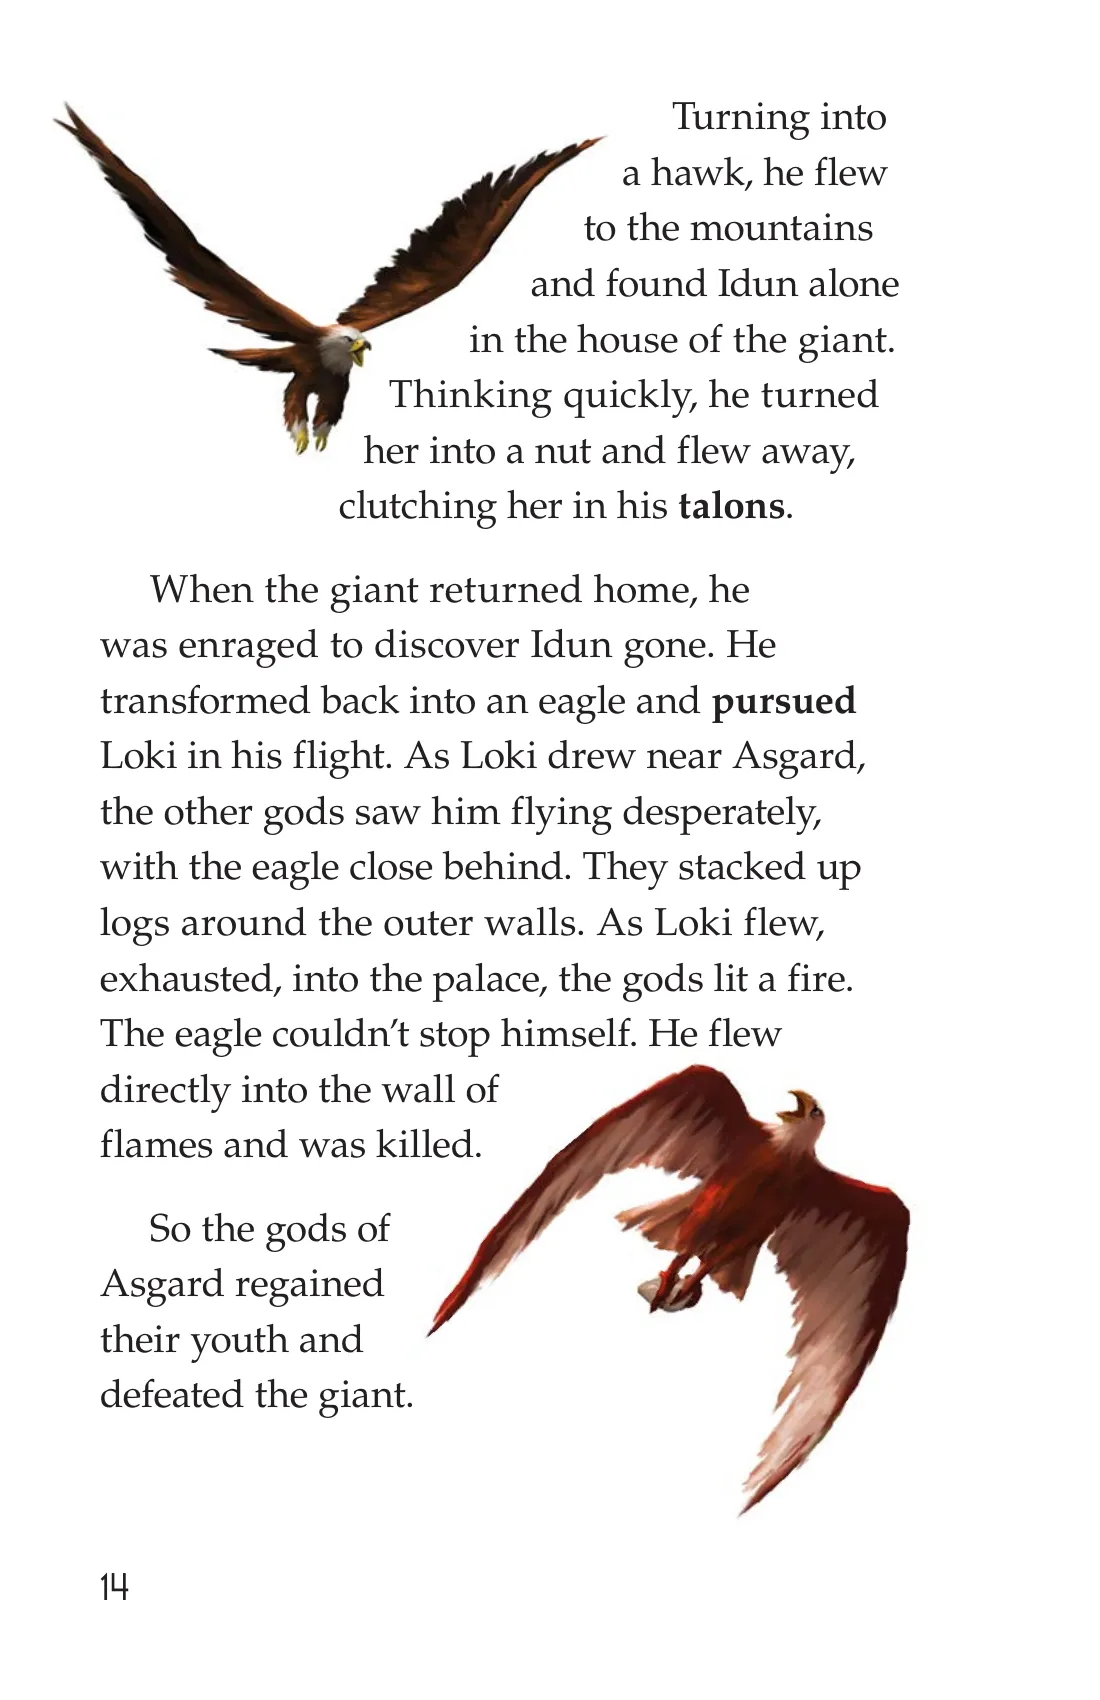 Turning into
a hawk, he flew
to the mountains
and found Idun alone
in the house of the giant.
Thinking quickly, he turned
her into a nut and flew away,
clutching her in his talons.
When the giant returned home, he
was enraged to discover Idun gone. He
transformed back into an eagle and pursued
Loki in his flight. As Loki drew near Asgard,
the other gods saw him flying desperately,
with the eagle close behind. They stacked up
logs around the outer walls. As Loki flew,
exhausted, into the palace, the gods lit a fire.
The eagle couldn’t stop himself. He flew
directly into the wall of
flames and was killed.
So the gods of
Asgard regained
their youth and
defeated the giant.
14